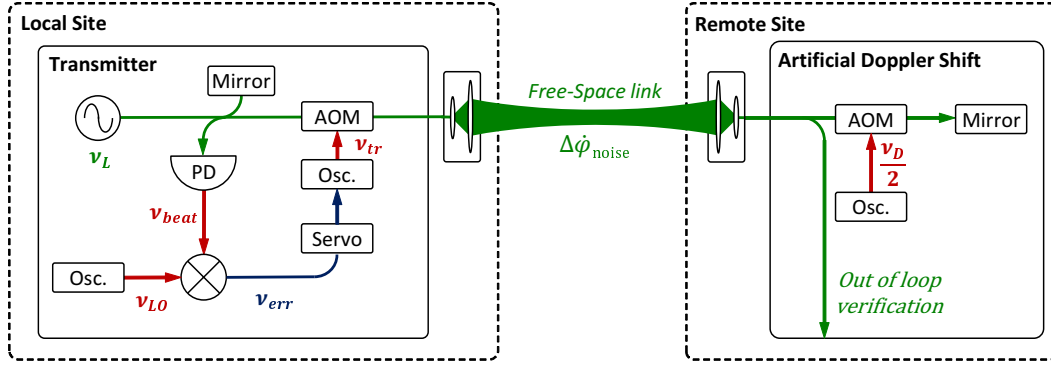 Local Site
Transmitter
Mirror
AOM
ν_L
ν_tr
PD
Osc.
ν_beat
Servo
Osc.
ν_LO
ν_err
Free-Space link
Δφ̇_noise
Remote Site
Artificial Doppler Shift
AOM
Mirror
ν_D
2
Osc.
Out of loop
verification